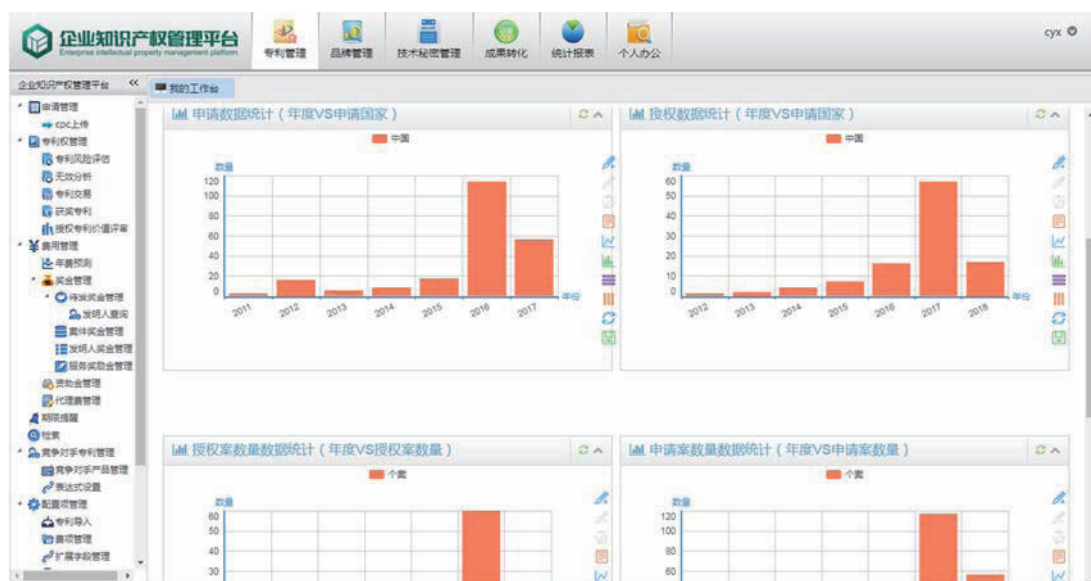 企业知识产权管理平台
Enterprise intellectual property management platform
专利管理
品牌管理
技术秘密管理
成果转化
统计报表
个人办公
cyx
企业知识产权管理平台
我的工作台
申请管理
cpc上传
专利权管理
专利风险评估
无效分析
专利交易
获奖专利
授权专利价值评审
费用管理
年费预测
奖金管理
待发奖金管理
发明人查询
案件奖金管理
发明人奖金管理
服务奖励金管理
资助金管理
代理费管理
期限提醒
检索
竞争对手专利管理
竞争对手产品管理
表达式设置
配置项管理
专利导入
费项管理
扩展字段管理
申请数据统计（年度VS申请国家）
中国
数量
120
100
80
60
40
20
0
2011 2012 2013 2014 2015 2016 2017
年份
授权数据统计（年度VS申请国家）
中国
数量
60
50
40
30
20
10
0
2012 2013 2014 2015 2016 2017 2018
年份
授权案数量数据统计（年度VS授权案数量）
个案
数量
60
50
40
30
申请案数量数据统计（年度VS申请案数量）
个案
数量
120
100
80
60